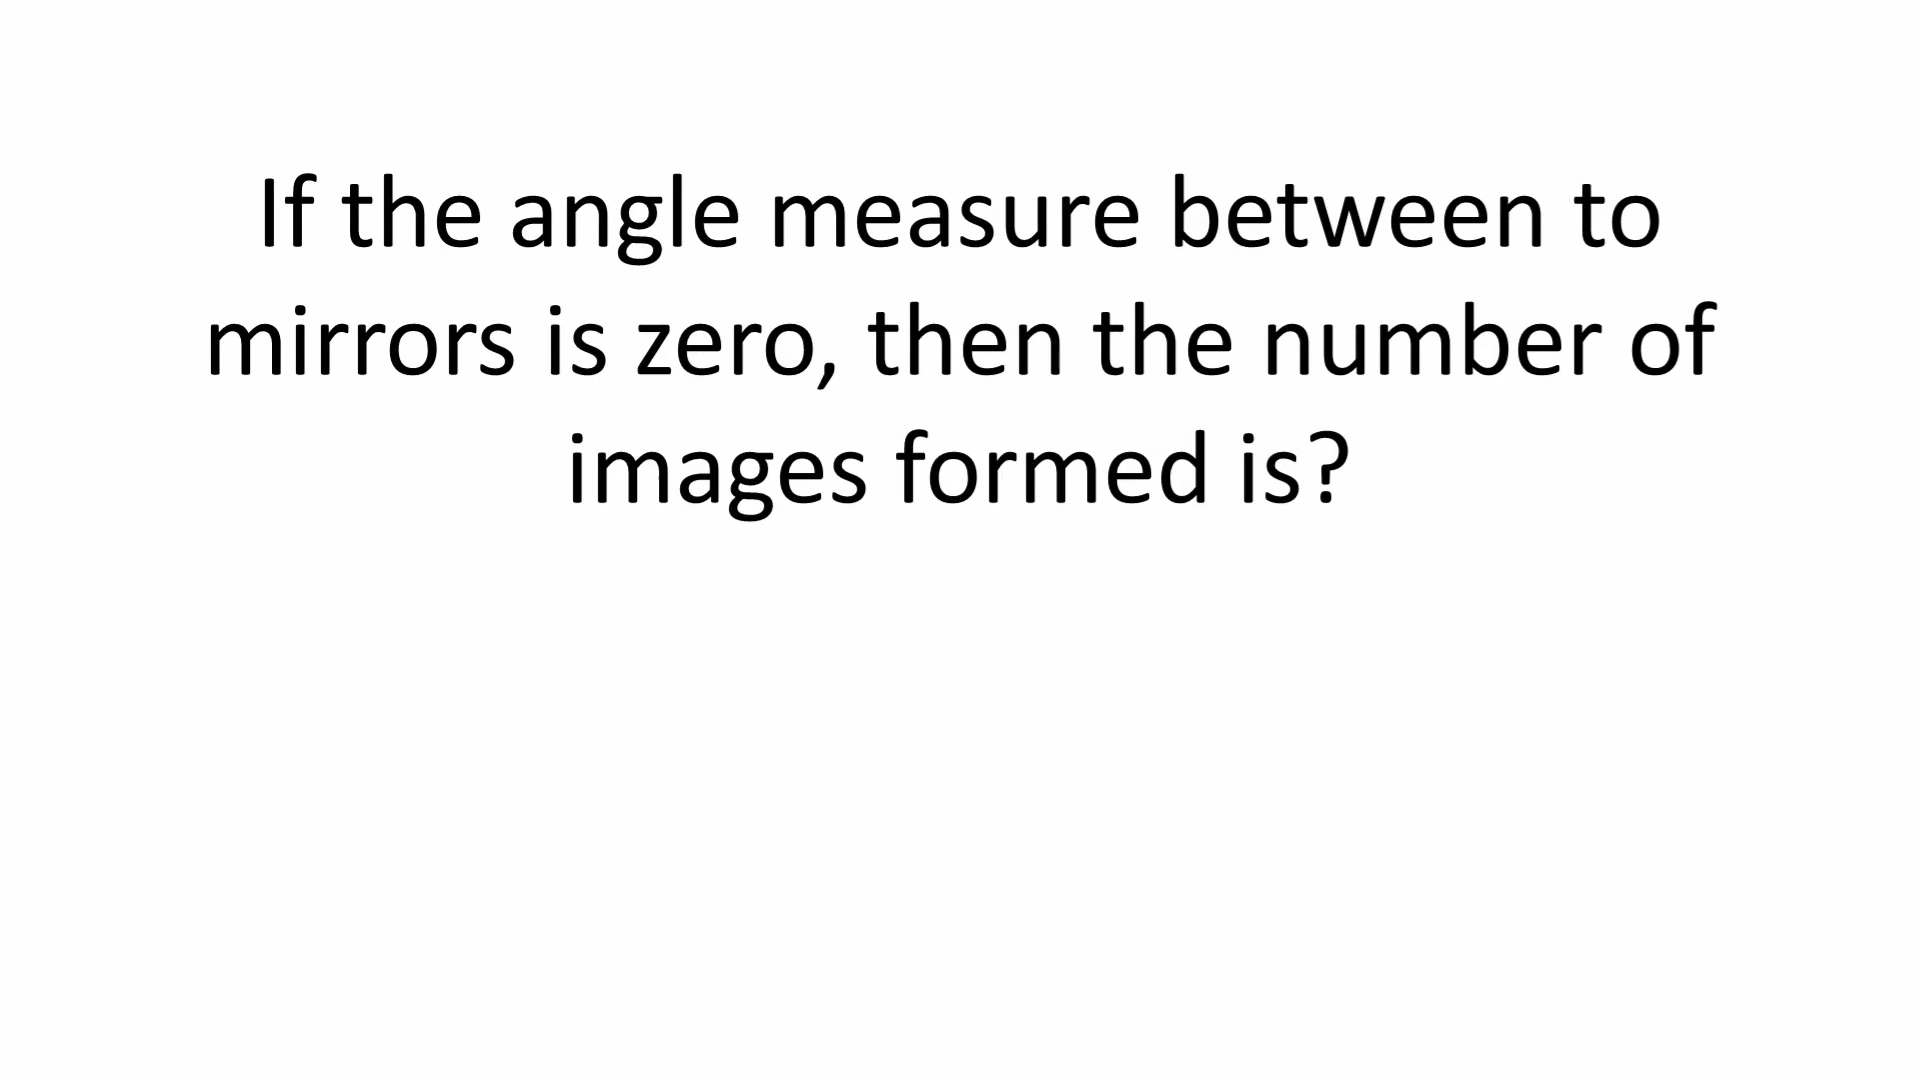 If the angle measure between to
mirrors is zero, then the number of
images formed is?